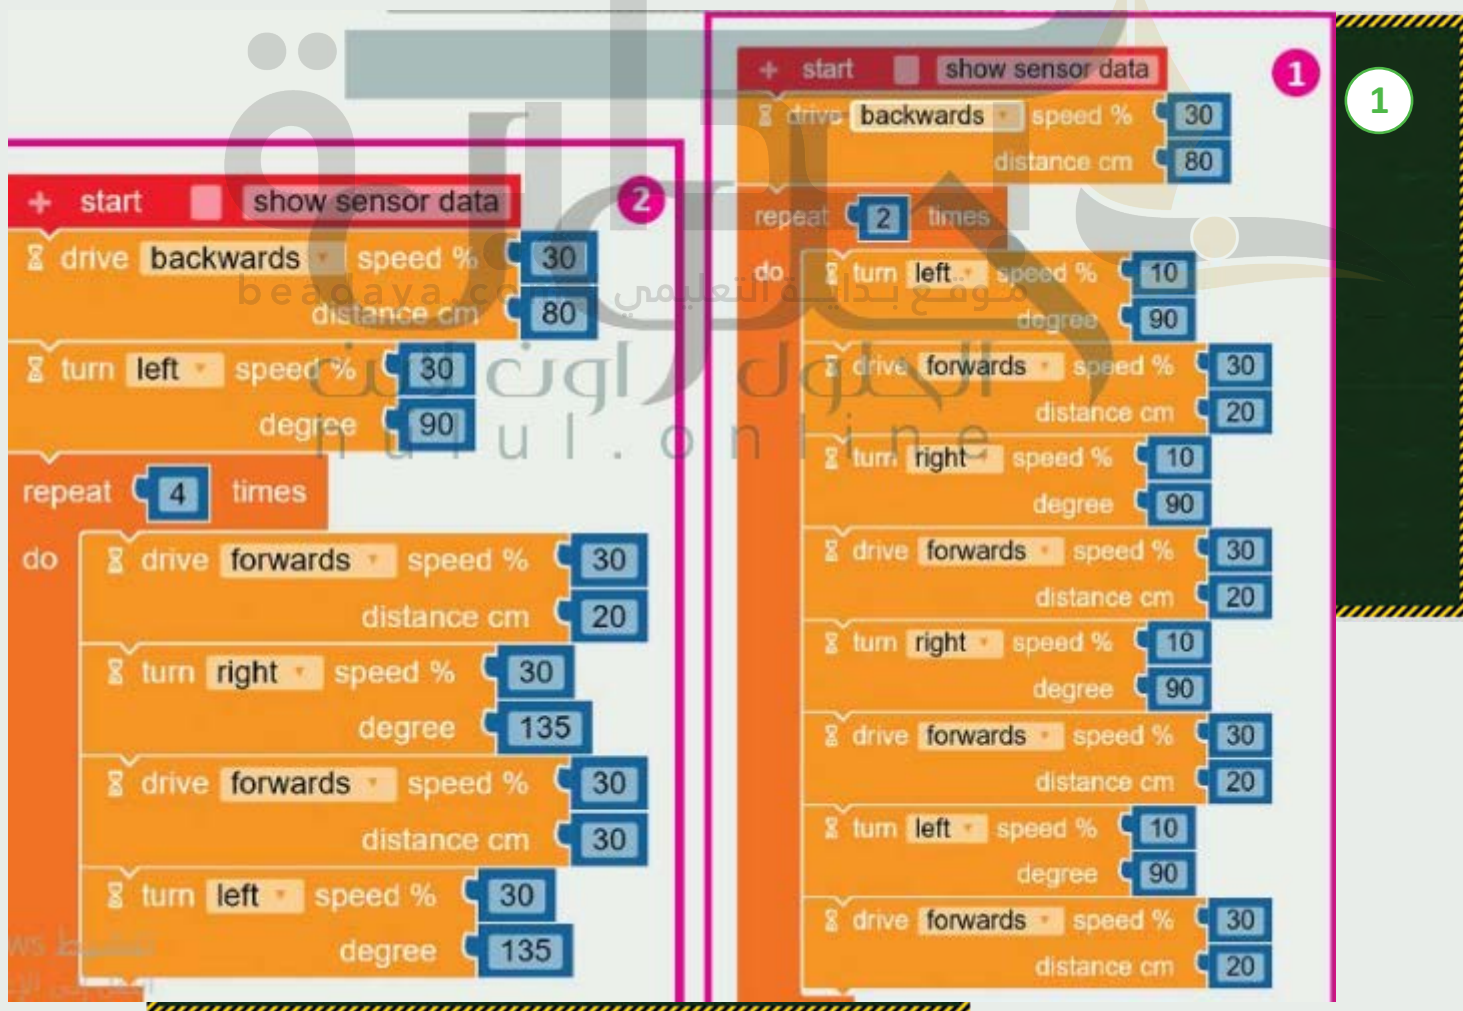 1
start show sensor data
1
drive backwards speed % 30
distance cm 80
repeat 2 times
do turn left speed % 10
degree 90
drive forwards speed % 30
distance cm 20
turn right speed % 10
degree 90
drive forwards speed % 30
distance cm 20
turn right speed % 10
degree 90
drive forwards speed % 30
distance cm 20
turn left speed % 10
degree 90
drive forwards speed % 30
distance cm 20
2
start show sensor data
drive backwards speed % 30
distance cm 80
turn left speed % 30
degree 90
repeat 4 times
do drive forwards speed % 30
distance cm 20
turn right speed % 30
degree 135
drive forwards speed % 30
distance cm 30
turn left speed % 30
degree 135
بداية
موقع بداية التعليمي
الحلول اون لاين
hulul.online